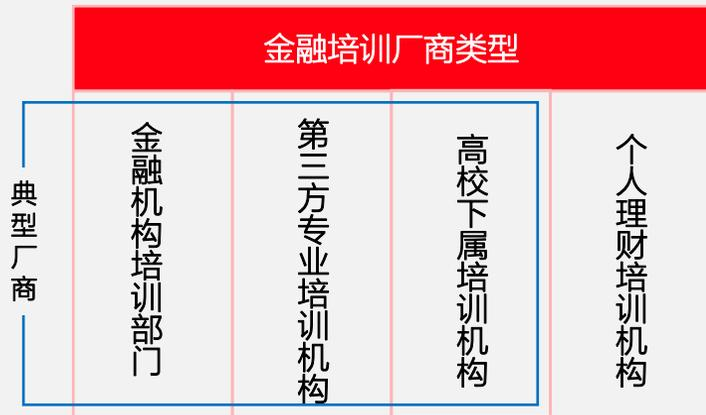 金融培训厂商类型
典型厂商
金融机构培训部门
第三方专业培训机构
高校下属培训机构
个人理财培训机构